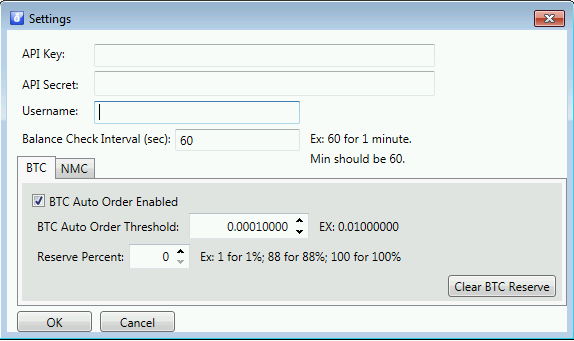 Settings
API Key:
API Secret:
Username:
Balance Check Interval (sec): 60 Ex: 60 for 1 minute.
Min should be 60.
BTC NMC
BTC Auto Order Enabled
BTC Auto Order Threshold: 0.00010000 EX: 0.01000000
Reserve Percent: 0 Ex: 1 for 1%; 88 for 88%; 100 for 100%
Clear BTC Reserve
OK Cancel